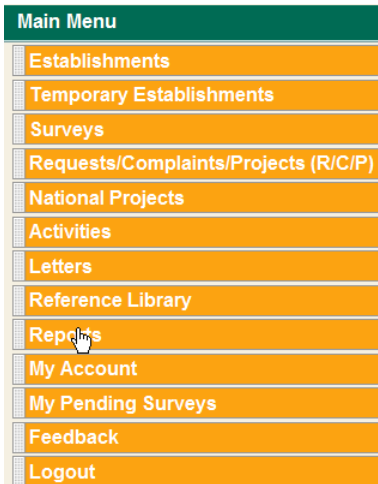 Main Menu
Establishments
Temporary Establishments
Surveys
Requests/Complaints/Projects (R/C/P)
National Projects
Activities
Letters
Reference Library
Reports
My Account
My Pending Surveys
Feedback
Logout